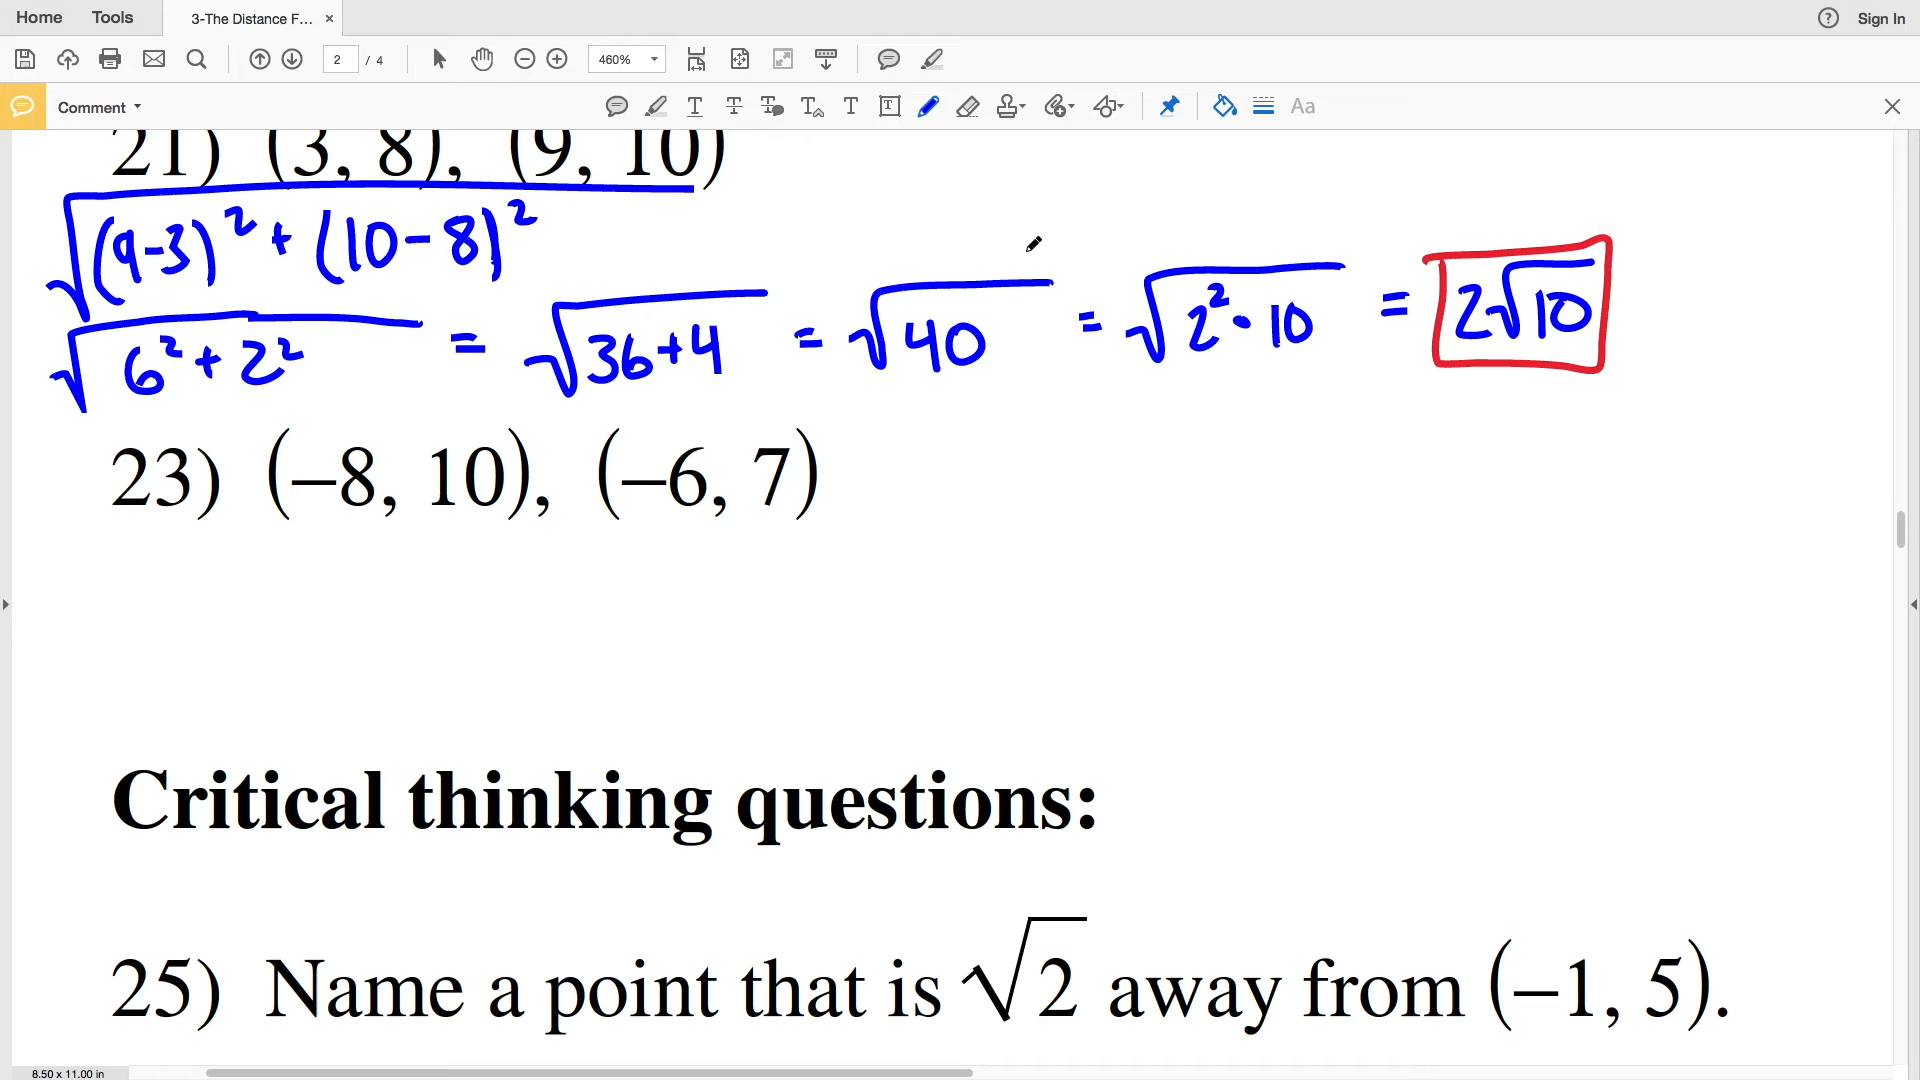 Home Tools 3-The Distance F... × ? Sign In
2 / 4 460%
Comment T T T T T T Aa
21) (3, 8), (9, 10)
√((9-3)² + (10-8)²)
√(6² + 2²) = √(36+4) = √40 = √(2² • 10) = 2√10
23) (–8, 10), (–6, 7)
Critical thinking questions:
25) Name a point that is √2 away from (–1, 5).
8.50 x 11.00 in